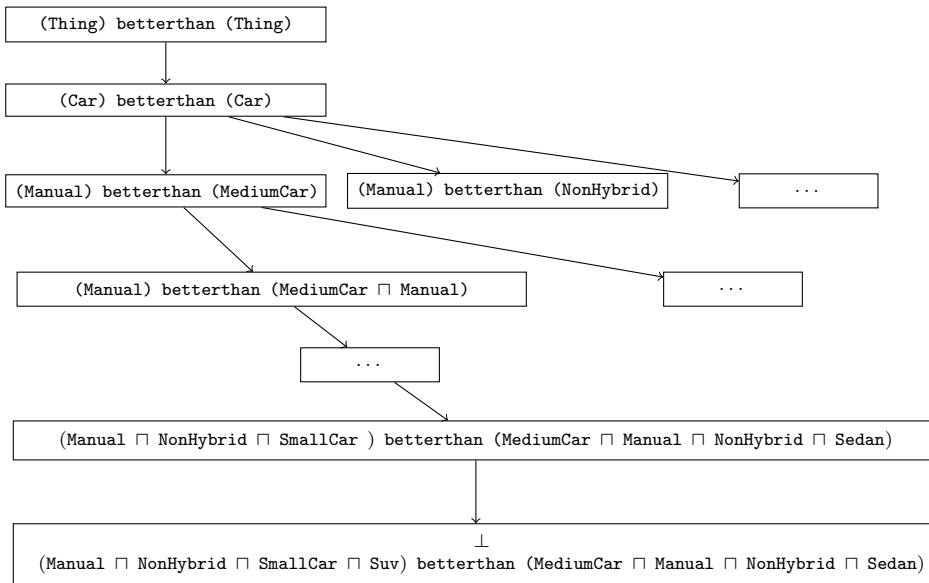 (Thing) betterthan (Thing)
(Car) betterthan (Car)
(Manual) betterthan (MediumCar)
(Manual) betterthan (NonHybrid)
...
(Manual) betterthan (MediumCar ⊓ Manual)
...
...
(Manual ⊓ NonHybrid ⊓ SmallCar ) betterthan (MediumCar ⊓ Manual ⊓ NonHybrid ⊓ Sedan)
⊥
(Manual ⊓ NonHybrid ⊓ SmallCar ⊓ Suv) betterthan (MediumCar ⊓ Manual ⊓ NonHybrid ⊓ Sedan)